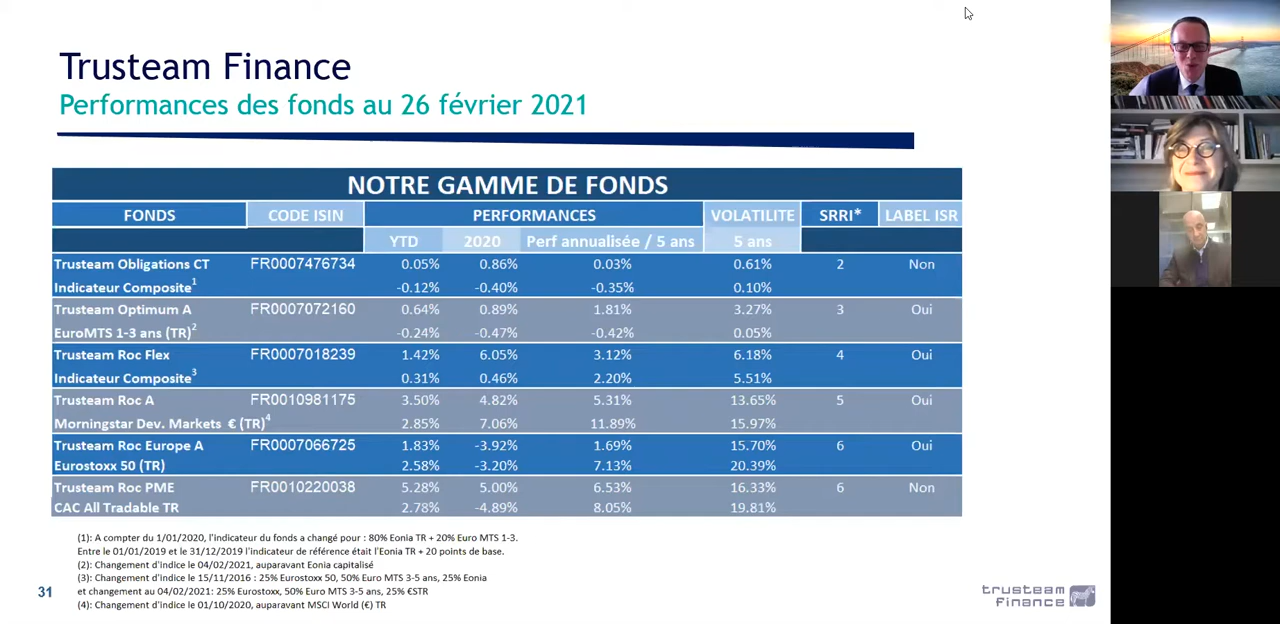 Trusteam Finance
Performances des fonds au 26 février 2021
NOTRE GAMME DE FONDS
FONDS CODE ISIN PERFORMANCES VOLATILITE SRRI* LABEL ISR
YTD 2020 Perf annualisée / 5 ans 5 ans
Trusteam Obligations CT FR0007476734 0.05% 0.86% 0.03% 0.61% 2 Non
Indicateur Composite1 -0.12% -0.40% -0.35% 0.10%
Trusteam Optimum A FR0007072160 0.64% 0.89% 1.81% 3.27% 3 Oui
EuroMTS 1-3 ans (TR)2 -0.24% -0.47% -0.42% 0.05%
Trusteam Roc Flex FR0007018239 1.42% 6.05% 3.12% 6.18% 4 Oui
Indicateur Composite3 0.31% 0.46% 2.20% 5.51%
Trusteam Roc A FR0010981175 3.50% 4.82% 5.31% 13.65% 5 Oui
Morningstar Dev. Markets € (TR)4 2.85% 7.06% 11.89% 15.97%
Trusteam Roc Europe A FR0007066725 1.83% -3.92% 1.69% 15.70% 6 Oui
Eurostoxx 50 (TR) 2.58% -3.20% 7.13% 20.39%
Trusteam Roc PME FR0010220038 5.28% 5.00% 6.53% 16.33% 6 Non
CAC All Tradable TR 2.78% -4.89% 8.05% 19.81%
(1): A compter du 1/01/2020, l'indicateur du fonds a changé pour : 80% Eonia TR + 20% Euro MTS 1-3.
Entre le 01/01/2019 et le 31/12/2019 l'indicateur de référence était l'Eonia TR + 20 points de base.
(2): Changement d'indice le 04/02/2021, auparavant Eonia capitalisé
(3): Changement d'indice le 15/11/2016 : 25% Eurostoxx 50, 50% Euro MTS 3-5 ans, 25% Eonia
et changement au 04/02/2021: 25% Eurostoxx, 50% Euro MTS 3-5 ans, 25% €STR
(4): Changement d'indice le 01/10/2020, auparavant MSCI World (€) TR
31
trusteam
finance